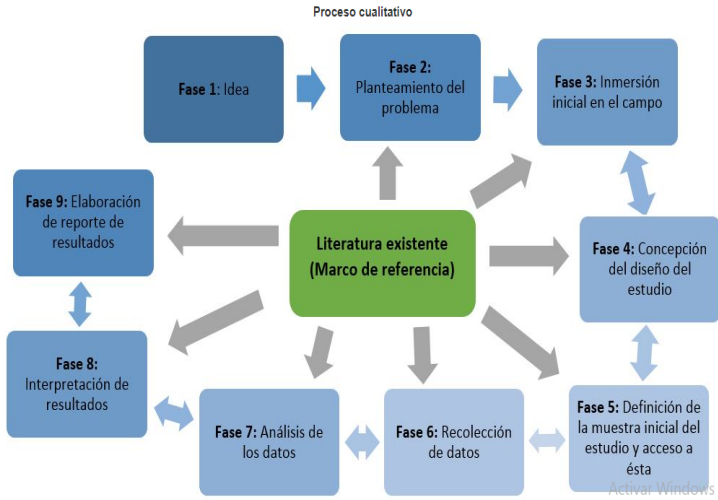 Proceso cualitativo
Fase 1: Idea
Fase 2:
Planteamiento del
problema
Fase 3: Inmersión
inicial en el campo
Fase 4: Concepción
del diseño del
estudio
Fase 5: Definición de
la muestra inicial del
estudio y acceso a
ésta
Fase 6: Recolección
de datos
Fase 7: Análisis de
los datos
Fase 8:
Interpretación de
resultados
Fase 9: Elaboración
de reporte de
resultados
Literatura existente
(Marco de referencia)
Activar Windows